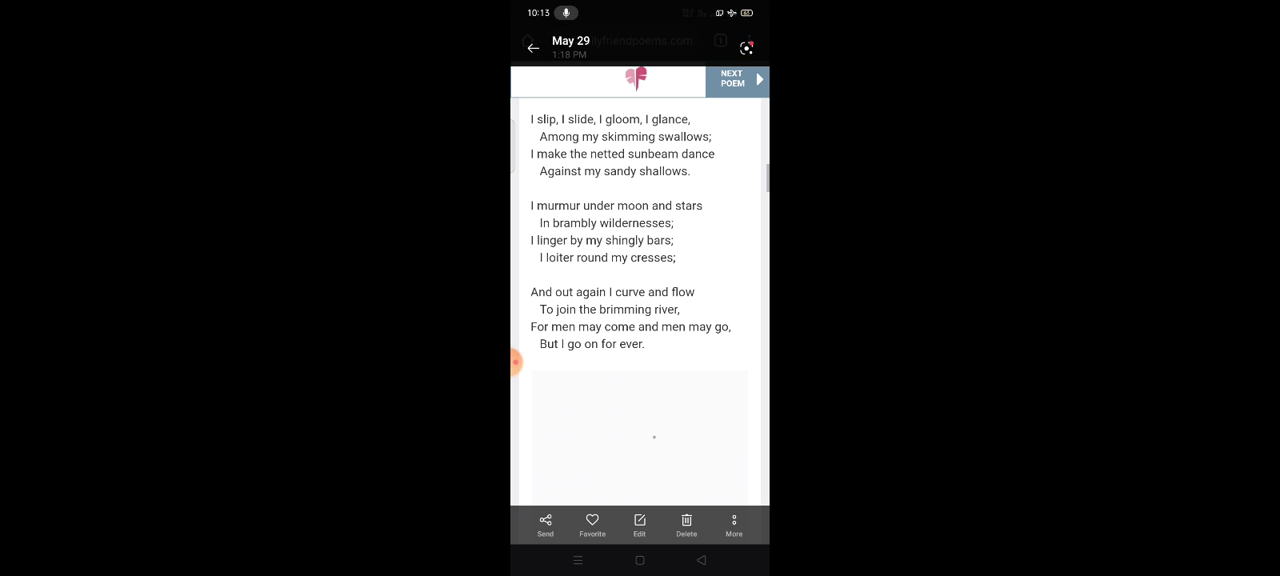 10:13
May 29
1:18 PM
NEXT
POEM
I slip, I slide, I gloom, I glance,
Among my skimming swallows;
I make the netted sunbeam dance
Against my sandy shallows.
I murmur under moon and stars
In brambly wildernesses;
I linger by my shingly bars;
I loiter round my cresses;
And out again I curve and flow
To join the brimming river,
For men may come and men may go,
But I go on for ever.
Send Favorite Edit Delete More